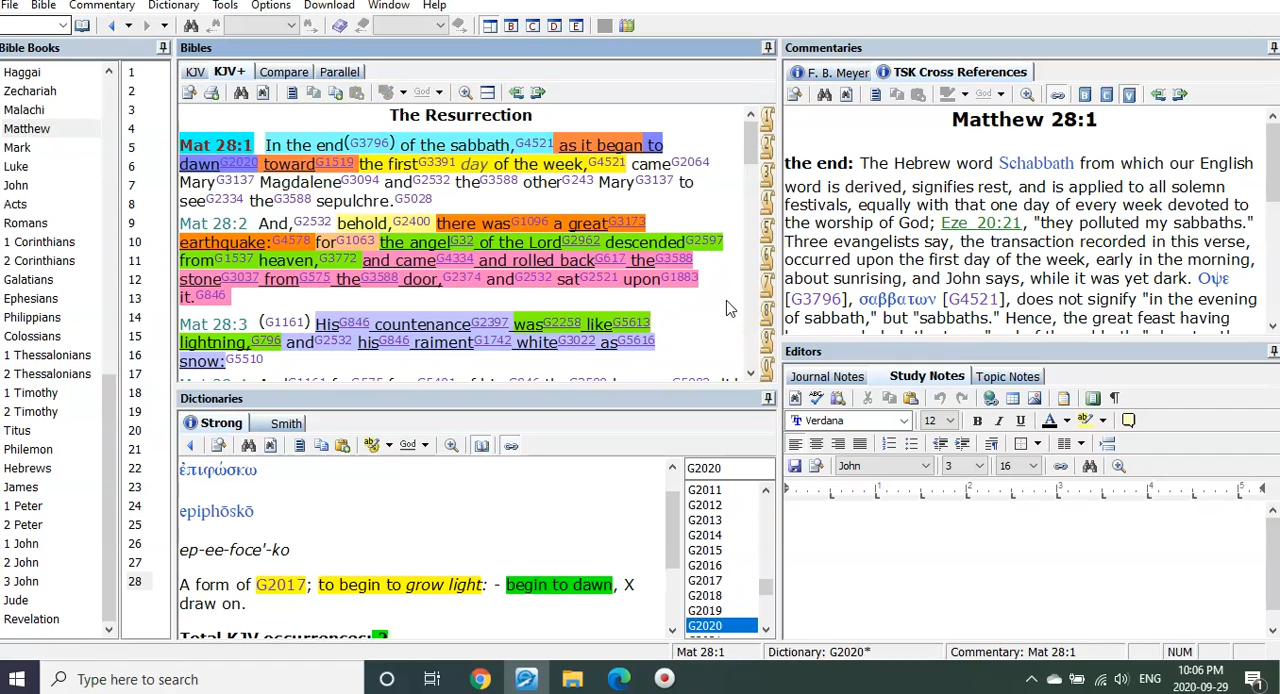 File Bible Commentary Dictionary Tools Options Download Window Help
God
B C D E
Bible Books
Haggai
Zechariah
Malachi
Matthew
Mark
Luke
John
Acts
Romans
1 Corinthians
2 Corinthians
Galatians
Ephesians
Philippians
Colossians
1 Thessalonians
2 Thessalonians
1 Timothy
2 Timothy
Titus
Philemon
Hebrews
James
1 Peter
2 Peter
1 John
2 John
3 John
Jude
Revelation
1
2
3
4
5
6
7
8
9
10
11
12
13
14
15
16
17
18
19
20
21
22
23
24
25
26
27
28
Bibles
KJV KJV+ Compare Parallel
God
The Resurrection
Mat 28:1 In the end(G3796) of the sabbath,G4521 as it began to
dawnG2020 towardG1519 the firstG3391 day of the week,G4521 cameG2064
MaryG3137 MagdaleneG3094 andG2532 theG3588 otherG243 MaryG3137 to
seeG2334 theG3588 sepulchre.G5028
Mat 28:2 And,G2532 behold,G2400 there wasG1096 a greatG3173
earthquake:G4578 forG1063 the angelG32 of the LordG2962 descendedG2597
fromG1537 heaven,G3772 and cameG4334 and rolled backG617 theG3588
stoneG3037 fromG575 theG3588 door,G2374 andG2532 satG2521 uponG1883
it.G846
Mat 28:3 (G1161) HisG846 countenanceG2397 wasG2258 likeG5613
lightning,G796 andG2532 hisG846 raimentG1742 whiteG3022 asG5616
snow:G5510
Dictionaries
Strong Smith
God
ἐπιφώσκω
epiphōskō
ep-ee-foce'-ko
A form of G2017; to begin to grow light: - begin to dawn, X
draw on.
Total KJV occurrences: 2
G2020
G2011
G2012
G2013
G2014
G2015
G2016
G2017
G2018
G2019
G2020
Commentaries
F. B. Meyer TSK Cross References
God
B C V
Matthew 28:1
the end: The Hebrew word Schabbath from which our English
word is derived, signifies rest, and is applied to all solemn
festivals, equally with that one day of every week devoted to
the worship of God; Eze_20:21, "they polluted my sabbaths."
Three evangelists say, the transaction recorded in this verse,
occurred upon the first day of the week, early in the morning,
about sunrising, and John says, while it was yet dark. Οψε
[G3796], σαββατων [G4521], does not signify "in the evening
of sabbath," but "sabbaths." Hence, the great feast having
Editors
Journal Notes Study Notes Topic Notes
Verdana 12 B I U A
John 3 16
1 2 3 4 5
Mat 28:1 Dictionary: G2020* Commentary: Mat 28:1 NUM
Type here to search
ENG
10:06 PM
2020-09-29
1